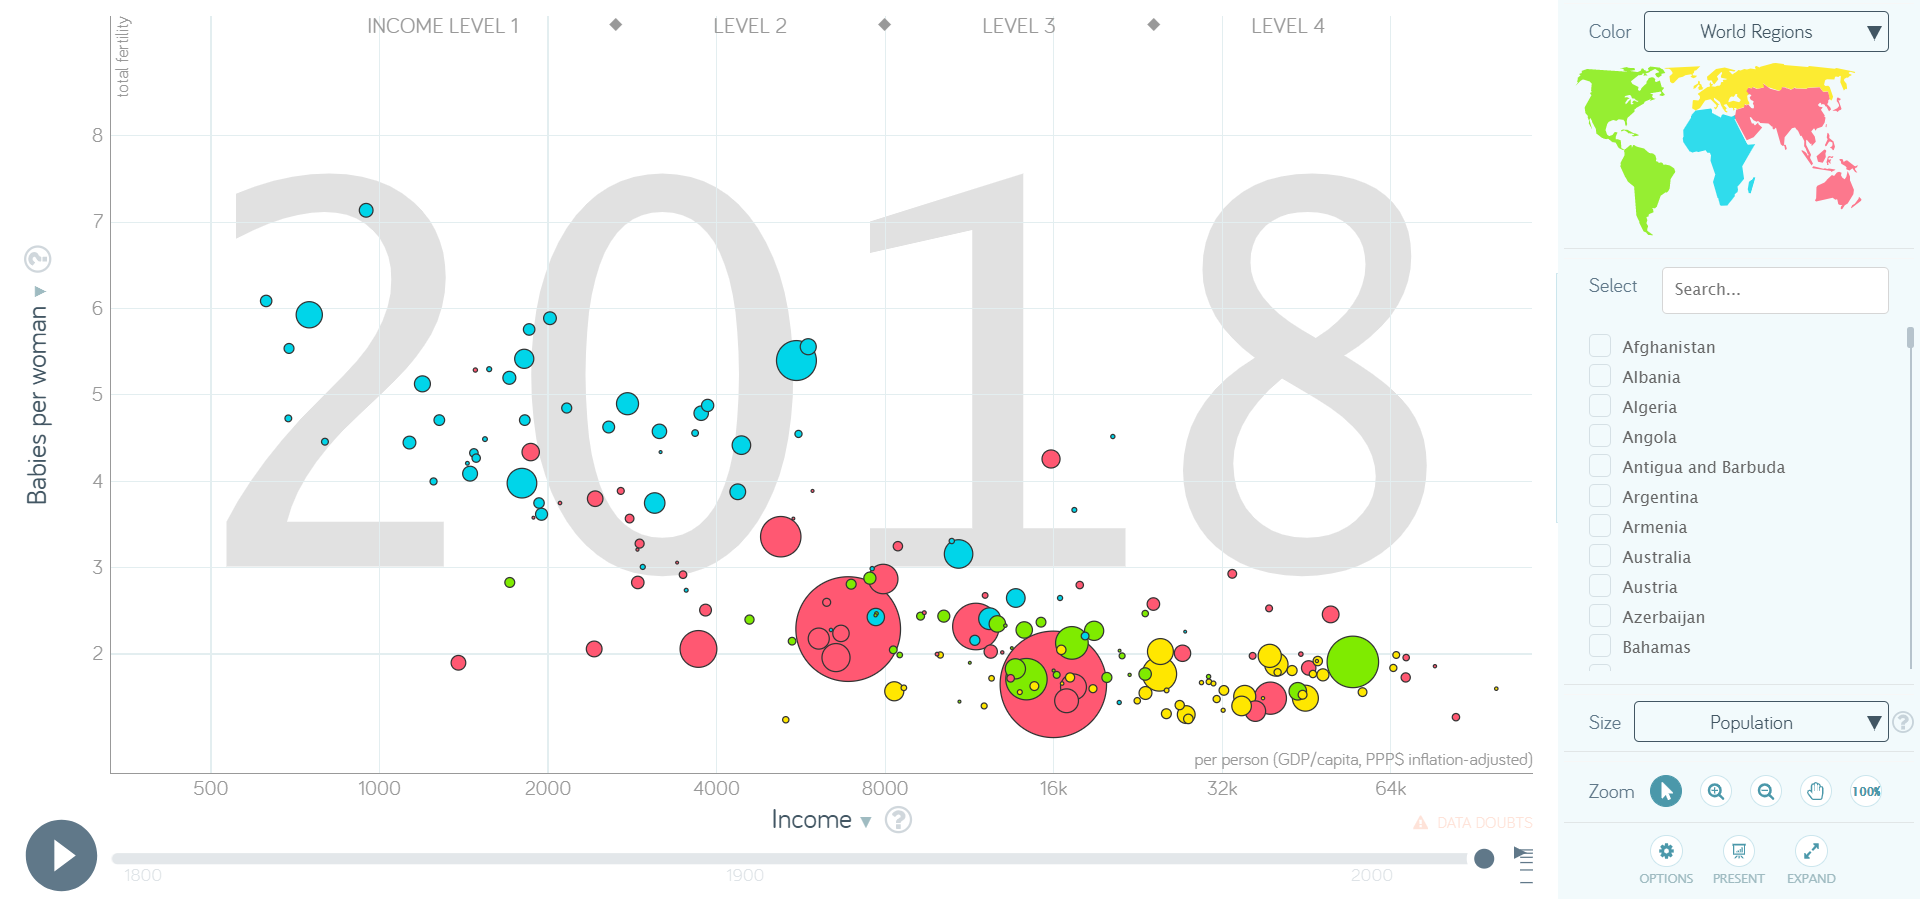 INCOME LEVEL 1 LEVEL 2 LEVEL 3 LEVEL 4
total fertility
Babies per woman ▼ ?
8
7
6
5
4
3
2
2018
per person (GDP/capita, PPP$ inflation-adjusted)
500 1000 2000 4000 8000 16k 32k 64k
Income ▼ ?
DATA DOUBTS
1800 1900 2000
Color World Regions ▼
Select Search...
Afghanistan
Albania
Algeria
Angola
Antigua and Barbuda
Argentina
Armenia
Australia
Austria
Azerbaijan
Bahamas
Size Population ▼ ?
Zoom 100%
OPTIONS PRESENT EXPAND